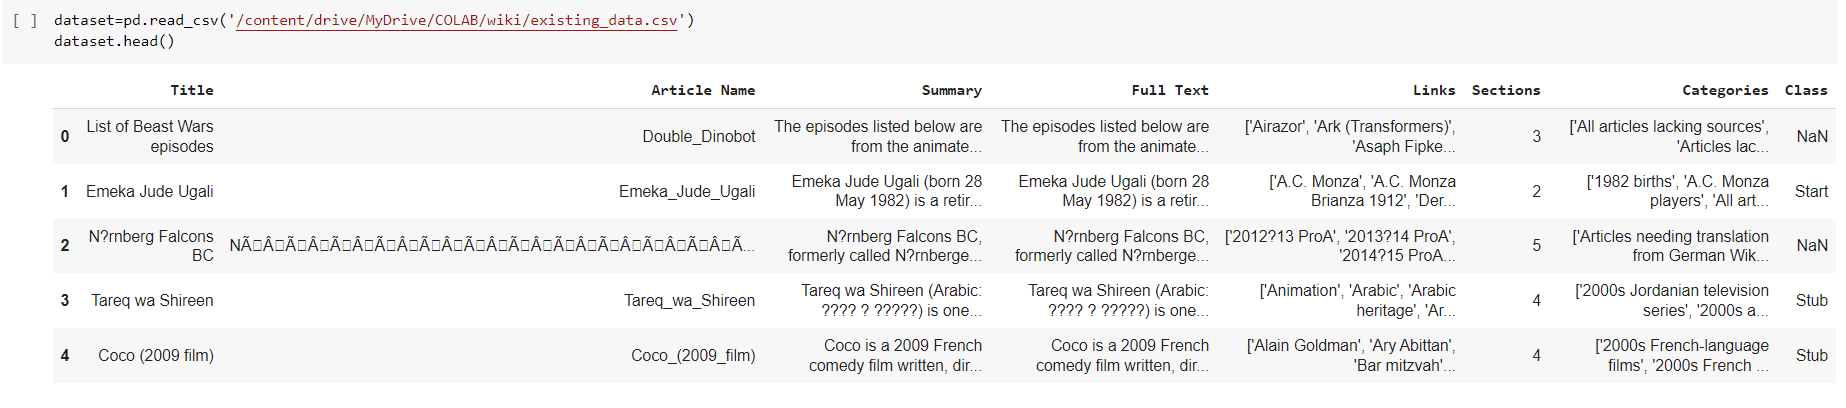 [ ] dataset=pd.read_csv('/content/drive/MyDrive/COLAB/wiki/existing_data.csv')
dataset.head()
Title Article Name Summary Full Text Links Sections Categories Class
0 List of Beast Wars episodes Double_Dinobot The episodes listed below are from the animate... The episodes listed below are from the animate... ['Airazor', 'Ark (Transformers)', 'Asaph Fipke... 3 ['All articles lacking sources', 'Articles lac... NaN
1 Emeka Jude Ugali Emeka_Jude_Ugali Emeka Jude Ugali (born 28 May 1982) is a retir... Emeka Jude Ugali (born 28 May 1982) is a retir... ['A.C. Monza', 'A.C. Monza Brianza 1912', 'Der... 2 ['1982 births', 'A.C. Monza players', 'All art... Start
2 N?rnberg Falcons BC N?rnberg Falcons BC, formerly called N?rnberge... N?rnberg Falcons BC, formerly called N?rnberge... ['2012?13 ProA', '2013?14 ProA', '2014?15 ProA... 5 ['Articles needing translation from German Wik... NaN
3 Tareq wa Shireen Tareq_wa_Shireen Tareq wa Shireen (Arabic: ???? ? ?????) is one... Tareq wa Shireen (Arabic: ???? ? ?????) is one... ['Animation', 'Arabic', 'Arabic heritage', 'Ar... 4 ['2000s Jordanian television series', '2000s a... Stub
4 Coco (2009 film) Coco_(2009_film) Coco is a 2009 French comedy film written, dir... Coco is a 2009 French comedy film written, dir... ['Alain Goldman', 'Ary Abittan', 'Bar mitzvah'... 4 ['2000s French-language films', '2000s French ... Stub